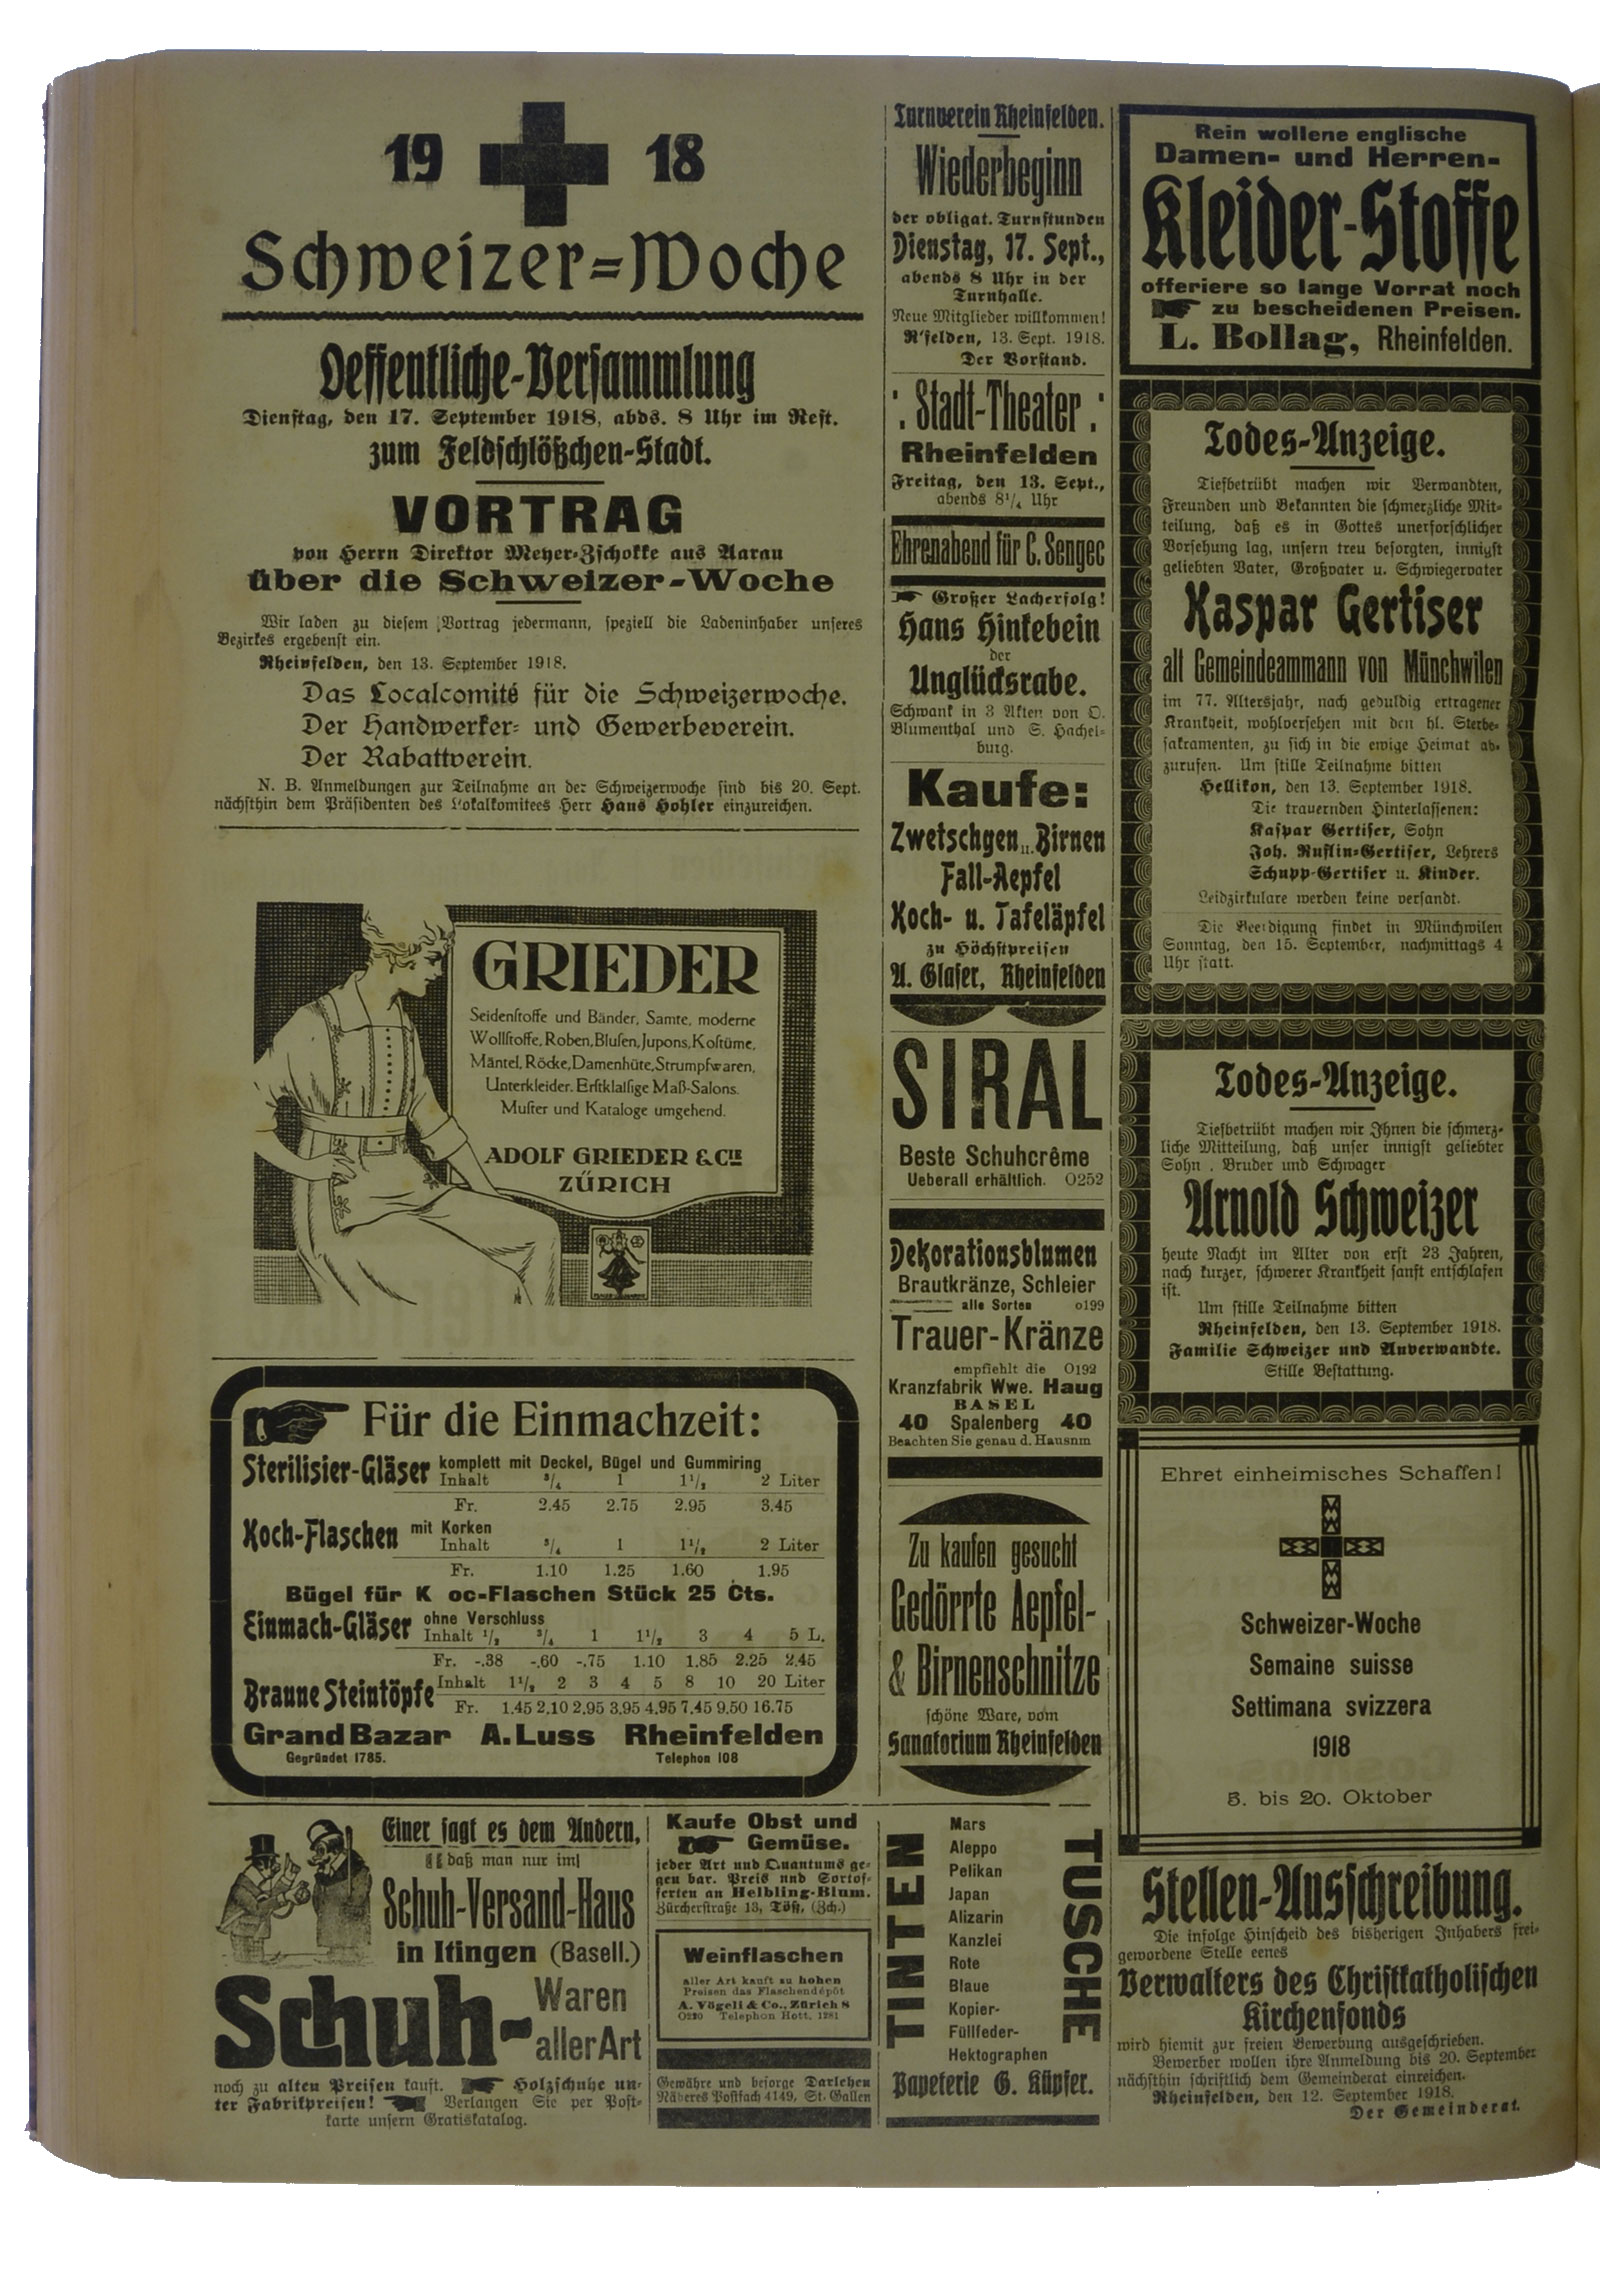 19 18
Schweizer=Woche
Oeffentliche-Versammlung
Dienstag, den 17. September 1918, abds. 8 Uhr im Rest.
zum Feldschlößchen-Stadt.
VORTRAG
von Herrn Direktor Meyer-Zschokke aus Aarau
über die Schweizer-Woche
Wir laden zu diesem Vortrag jedermann, speziell die Ladeninhaber unseres
Bezirkes ergebenst ein.
Rheinfelden, den 13. September 1918.
Das Localcomité für die Schweizerwoche.
Der Handwerker- und Gewerbeverein.
Der Rabattverein.
N. B. Anmeldungen zur Teilnahme an der Schweizerwoche sind bis 20. Sept.
nächsthin dem Präsidenten des Lokalkomitees Herr Hans Hohler einzureichen.
GRIEDER
Seidenstoffe und Bänder, Samte, moderne
Wollstoffe, Roben, Blusen, Jupons, Kostüme,
Mäntel, Röcke, Damenhüte, Strumpfwaren,
Unterkleider. Erstklassige Maß-Salons.
Muster und Kataloge umgehend.
ADOLF GRIEDER & CIE
ZÜRICH
Für die Einmachzeit:
Sterilisier-Gläser komplett mit Deckel, Bügel und Gummiring
Inhalt 3/4 1 1 1/2 2 Liter
Fr. 2.45 2.75 2.95 3.45
Koch-Flaschen mit Korken
Inhalt 3/4 1 1 1/2 2 Liter
Fr. 1.10 1.25 1.60 1.95
Bügel für K oc-Flaschen Stück 25 Cts.
Einmach-Gläser ohne Verschluss
Inhalt 1/2 3/4 1 1 1/2 3 4 5 L.
Fr. -.38 -.60 -.75 1.10 1.85 2.25 2.45
Braune Steintöpfe Inhalt 1 1/2 2 3 4 5 8 10 20 Liter
Fr. 1.45 2.10 2.95 3.95 4.95 7.45 9.50 16.75
Grand Bazar A. Luss Rheinfelden
Gegründet 1785. Telephon 108
Einer sagt es dem Andern,
daß man nur im
Schuh-Versand-Haus
in Itingen (Basell.)
Schuh-Waren
aller Art
noch zu alten Preisen kauft. Holzschuhe un-
ter Fabrikpreisen! Verlangen Sie per Post-
karte unsern Gratiskatalog.
Kaufe Obst und
Gemüse.
jeder Art und Quantums ge-
gen bar. Preis und Sortof-
ferten an Helbling-Blum.
Zürcherstraße 13, Töß. (Zch.)
Weinflaschen
aller Art kauft zu hohen
Preisen das Flaschendépôt
A. Vögeli & Co., Zürich 8
O220 Telephon Hott. 1281
Gewähre und besorge Darlehen
Näheres Postfach 4149, St. Gallen
Turnverein Rheinfelden.
Wiederbeginn
der obligat. Turnstunden
Dienstag, 17. Sept.,
abends 8 Uhr in der
Turnhalle.
Neue Mitglieder willkommen!
R'felden, 13. Sept. 1918.
Der Vorstand.
Stadt-Theater
Rheinfelden
Freitag, den 13. Sept.,
abends 8 1/4 Uhr
Ehrenabend für C. Sengec
Großer Lacherfolg!
Hans Hinkebein
der
Unglücksrabe.
Schwank in 3 Akten von O.
Blumenthal und S. Hachel-
burg.
Kaufe:
Zwetschgen u. Birnen
Fall-Aepfel
Koch- u. Tafeläpfel
zu Höchstpreisen
A. Glaser, Rheinfelden
SIRAL
Beste Schuhcrême
Ueberall erhältlich. O252
Dekorationsblumen
Brautkränze, Schleier
alle Sorten o199
Trauer-Kränze
empfiehlt die O192
Kranzfabrik Wwe. Haug
BASEL
40 Spalenberg 40
Beachten Sie genau d. Hausnm
Zu kaufen gesucht
Gedörrte Aepfel-
& Birnenschnitze
schöne Ware, vom
Sanatorium Rheinfelden
TINTEN
Mars
Aleppo
Pelikan
Japan
Alizarin
Kanzlei
Rote
Blaue
Kopier-
Füllfeder-
Hektographen
TUSCHE
Papeterie G. Küpfer.
Rein wollene englische
Damen- und Herren-
Kleider-Stoffe
offeriere so lange Vorrat noch
zu bescheidenen Preisen.
L. Bollag, Rheinfelden.
Todes-Anzeige.
Tiefbetrübt machen wir Verwandten,
Freunden und Bekannten die schmerzliche Mit-
teilung, daß es in Gottes unerforschlicher
Vorsehung lag, unsern treu besorgten, innigst
geliebten Vater, Großvater u. Schwiegervater
Kaspar Gertiser
alt Gemeindeammann von Münchwilen
im 77. Altersjahr, nach geduldig ertragener
Krankheit, wohlversehen mit den hl. Sterbe-
sakramenten, zu sich in die ewige Heimat ab-
zurufen. Um stille Teilnahme bitten
Hellikon, den 13. September 1918.
Die trauernden Hinterlassenen:
Kaspar Gertiser, Sohn
Joh. Ruflin-Gertiser, Lehrers
Schupp-Gertiser u. Kinder.
Leidzirkulare werden keine versandt.
Die Beerdigung findet in Münchwilen
Sonntag, den 15. September, nachmittags 4
Uhr statt.
Todes-Anzeige.
Tiefbetrübt machen wir Ihnen die schmerz-
liche Mitteilung, daß unser innigst geliebter
Sohn, Bruder und Schwager
Arnold Schweizer
heute Nacht im Alter von erst 23 Jahren,
nach kurzer, schwerer Krankheit sanft entschlafen
ist.
Um stille Teilnahme bitten
Rheinfelden, den 13. September 1918.
Familie Schweizer und Anverwandte.
Stille Bestattung.
Ehret einheimisches Schaffen!
Schweizer-Woche
Semaine suisse
Settimana svizzera
1918
5. bis 20. Oktober
Stellen-Ausschreibung.
Die infolge Hinscheid des bisherigen Inhabers frei-
gewordene Stelle eenes
Verwalters des Christkatholischen
Kirchenfonds
wird hiemit zur freien Bewerbung ausgeschrieben.
Bewerber wollen ihre Anmeldung bis 20. September
nächsthin schriftlich dem Gemeinderat einreichen.
Rheinfelden, den 12. September 1918.
Der Gemeinderat.